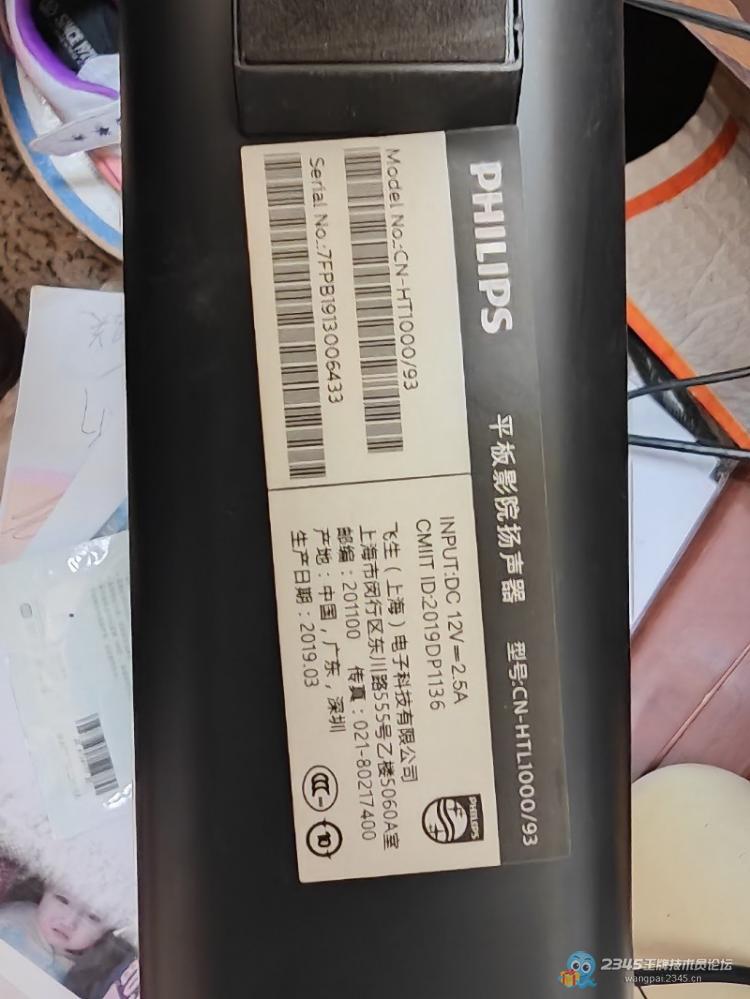 PHILIPS 平板影院扬声器 型号:CN-HTL1000/93
Model No.:CN-HT1000/93
Serial No.:7FPB1913006433
INPUT:DC 12V⎓2.5A
CMIIT ID:2019DP1136
飞生（上海）电子科技有限公司
上海市闵行区东川路555号乙楼5060A室
邮编：201100 传真：021-80217400
产地：中国，广东，深圳
生产日期：2019.03
PHILIPS
CCC
10
SINCE 197
2345王牌技术员论坛
wangpai.2345.cn